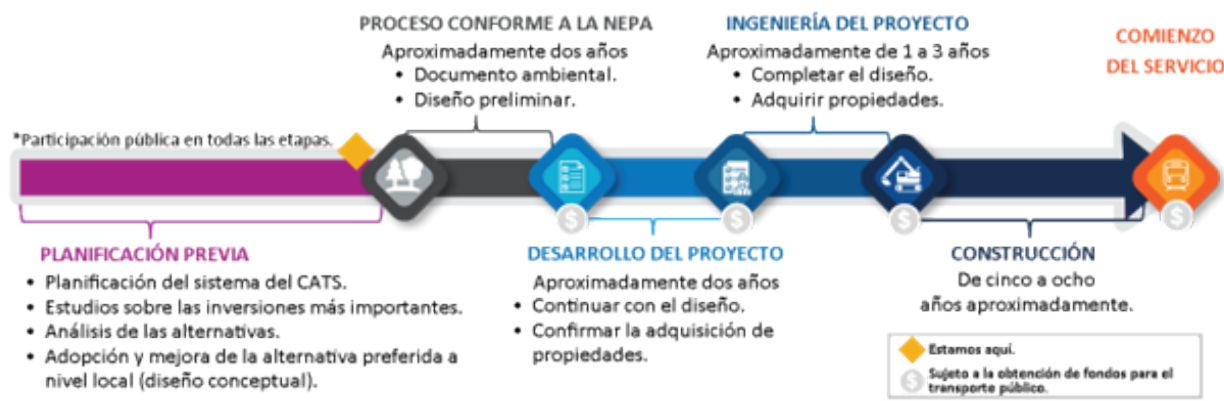 PROCESO CONFORME A LA NEPA
Aproximadamente dos años
• Documento ambiental.
• Diseño preliminar.
INGENIERÍA DEL PROYECTO
Aproximadamente de 1 a 3 años
• Completar el diseño.
• Adquirir propiedades.
COMIENZO
DEL SERVICIO
*Participación pública en todas las etapas.
$
$
$
$
PLANIFICACIÓN PREVIA
• Planificación del sistema del CATS.
• Estudios sobre las inversiones más importantes.
• Análisis de las alternativas.
• Adopción y mejora de la alternativa preferida a
nivel local (diseño conceptual).
DESARROLLO DEL PROYECTO
Aproximadamente dos años
• Continuar con el diseño.
• Confirmar la adquisición de
propiedades.
CONSTRUCCIÓN
De cinco a ocho
años aproximadamente.
Estamos aquí.
$ Sujeto a la obtención de fondos para el
transporte público.